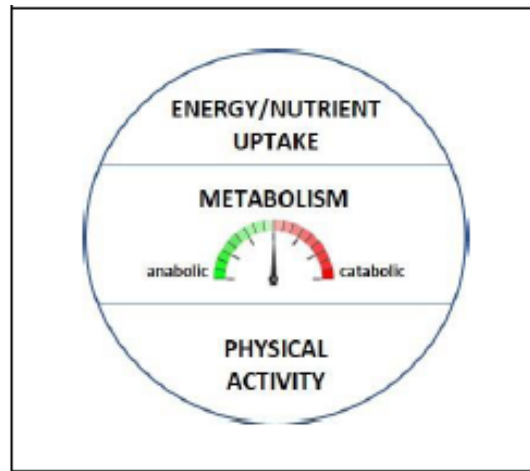 ENERGY/NUTRIENT
UPTAKE
METABOLISM
anabolic catabolic
PHYSICAL
ACTIVITY